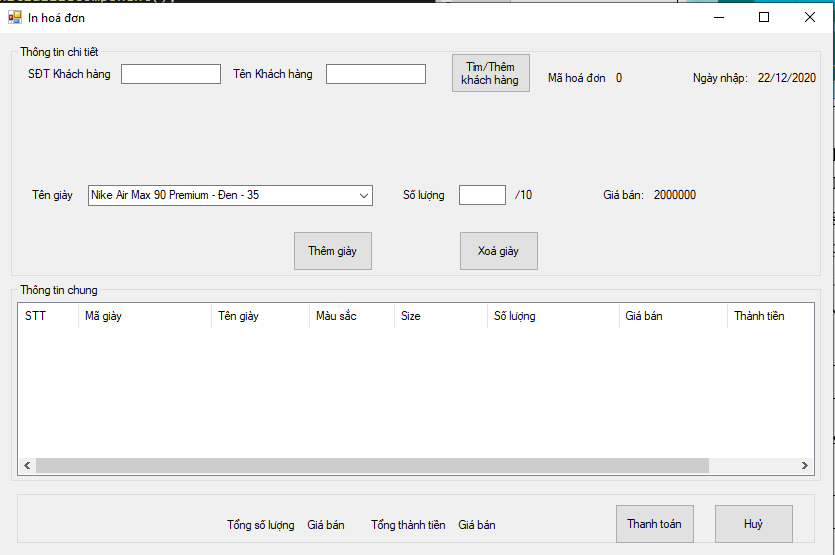 In hoá đơn
Thông tin chi tiết
SĐT Khách hàng Tên Khách hàng Tìm/Thêm khách hàng Mã hoá đơn 0 Ngày nhập: 22/12/2020
Tên giày Nike Air Max 90 Premium - Đen - 35 Số lượng /10 Giá bán: 2000000
Thêm giày Xoá giày
Thông tin chung
STT Mã giày Tên giày Màu sắc Size Số lượng Giá bán Thành tiền
Tổng số lượng Giá bán Tổng thành tiền Giá bán Thanh toán Huỷ